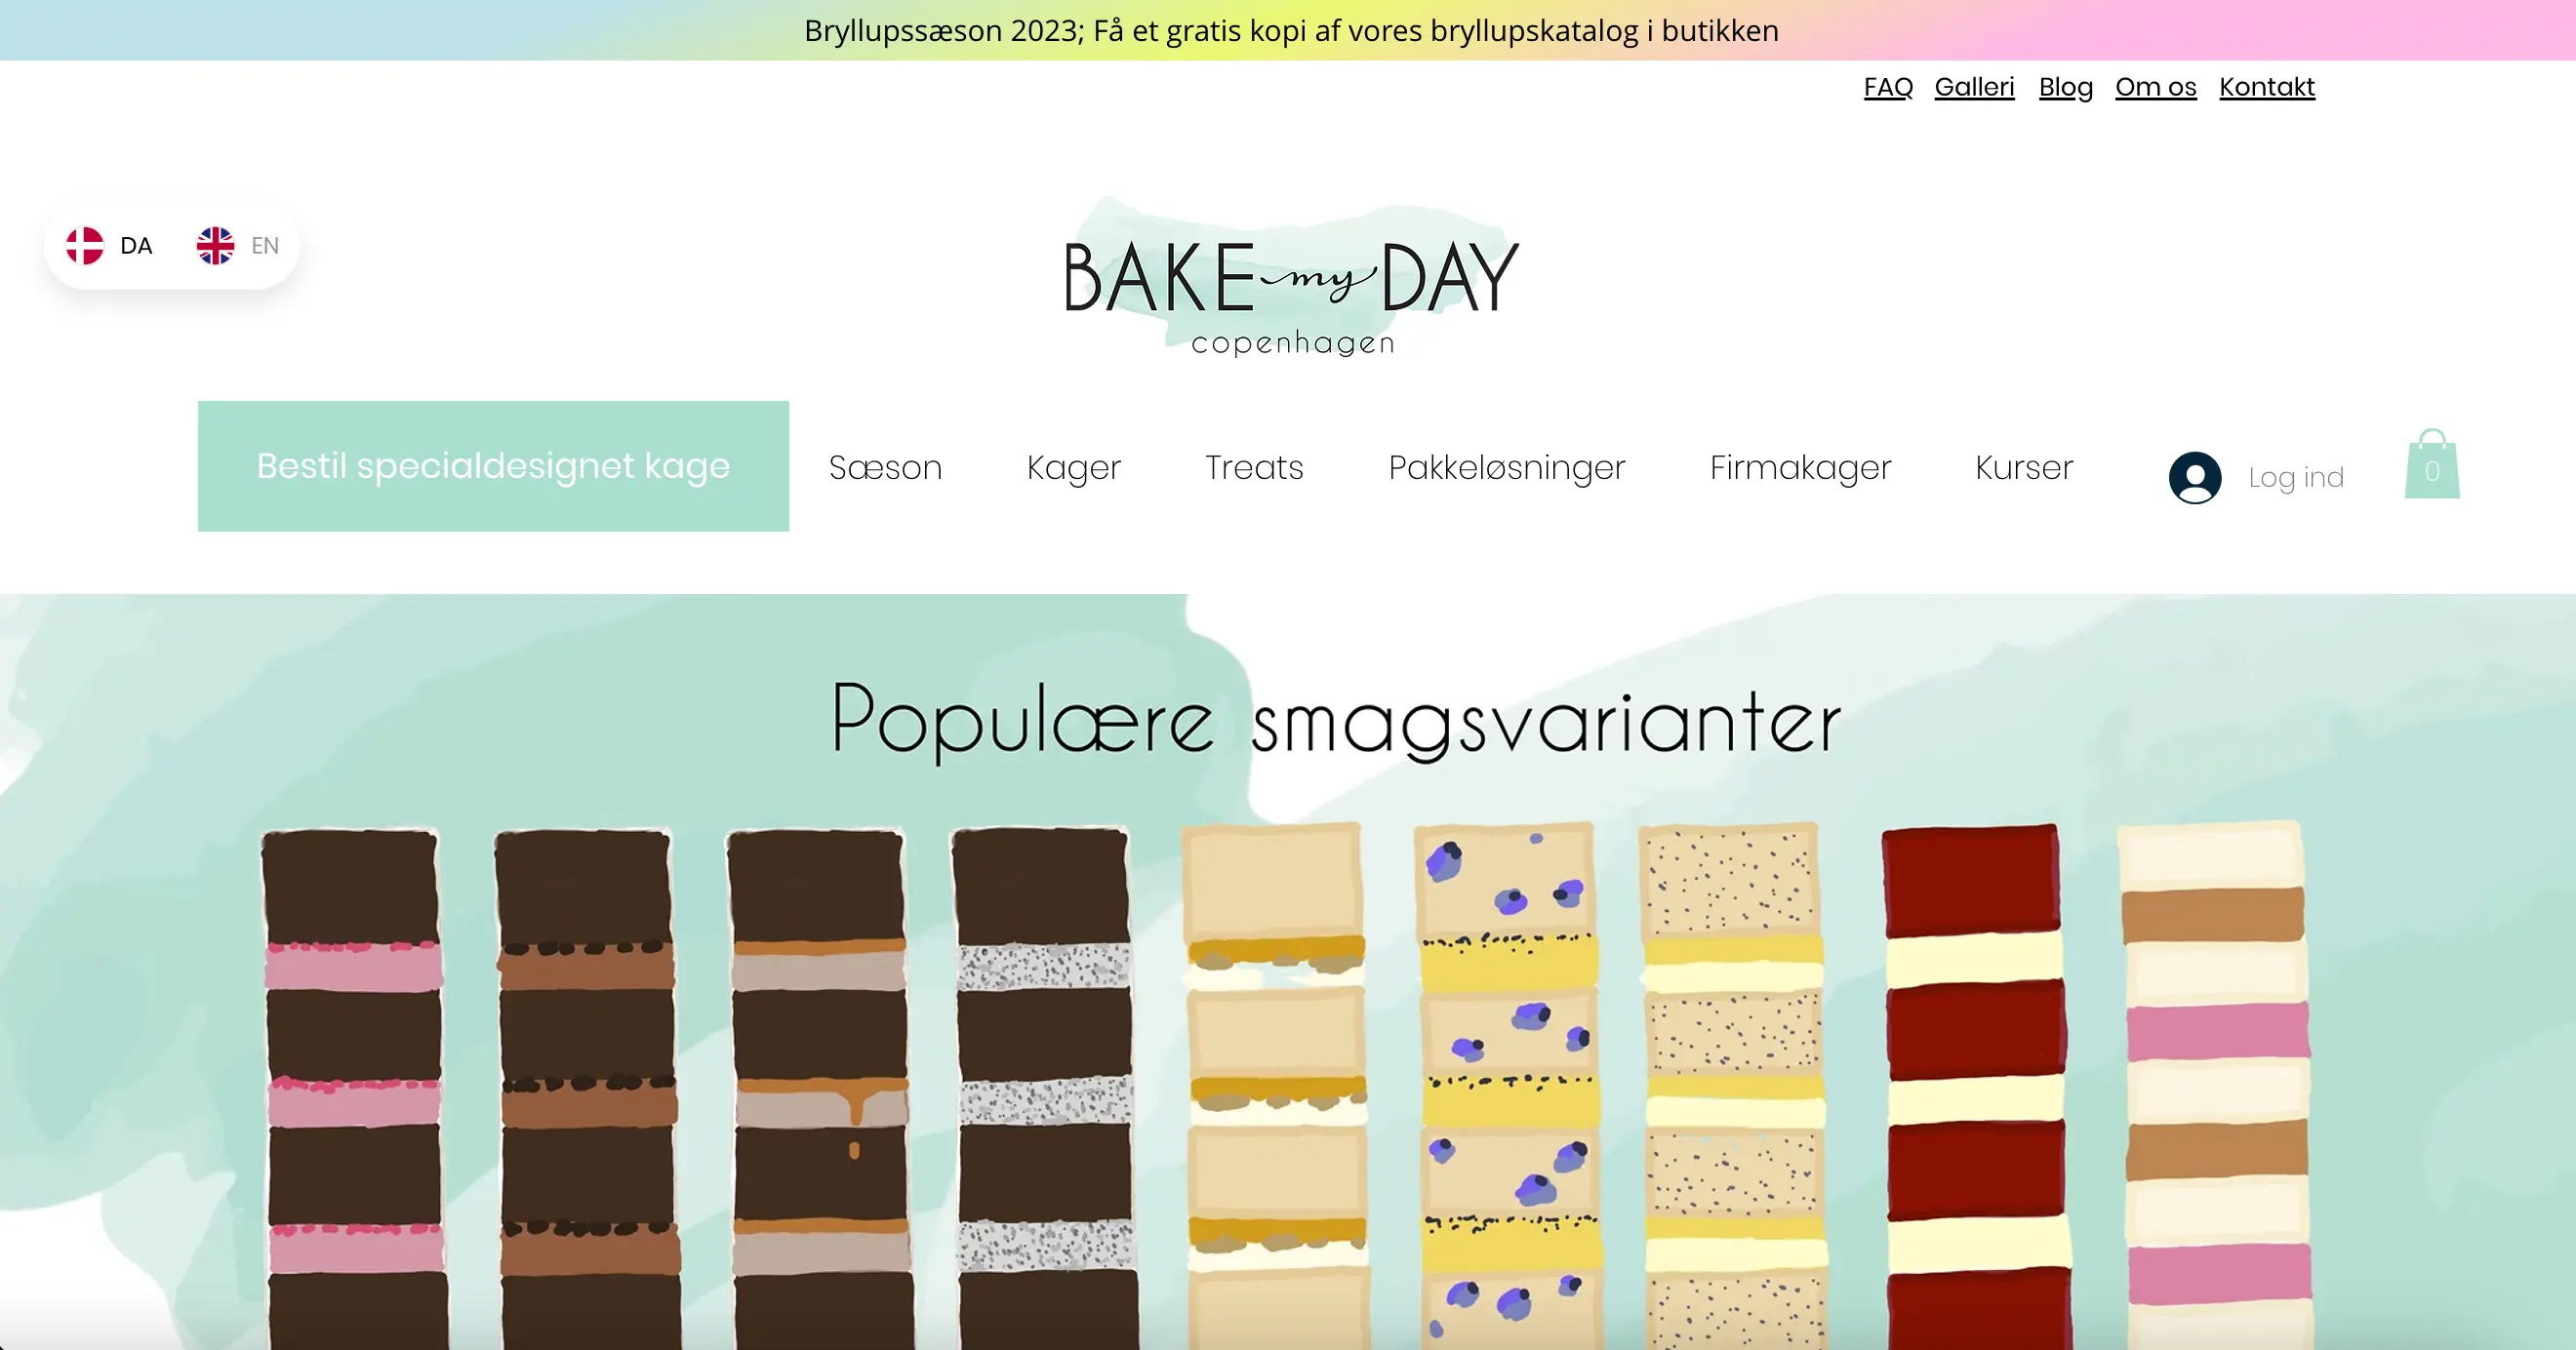 Bryllupssæson 2023; Få et gratis kopi af vores bryllupskatalog i butikken
FAQ Galleri Blog Om os Kontakt
DA EN
BAKE my DAY
copenhagen
Bestil specialdesignet kage Sæson Kager Treats Pakkeløsninger Firmakager Kurser Log ind 0
Populære smagsvarianter